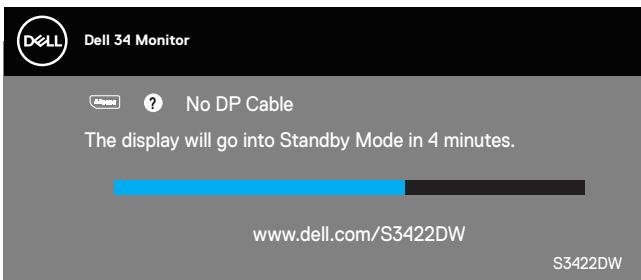 DELL
Dell 34 Monitor
? No DP Cable
The display will go into Standby Mode in 4 minutes.
www.dell.com/S3422DW
S3422DW